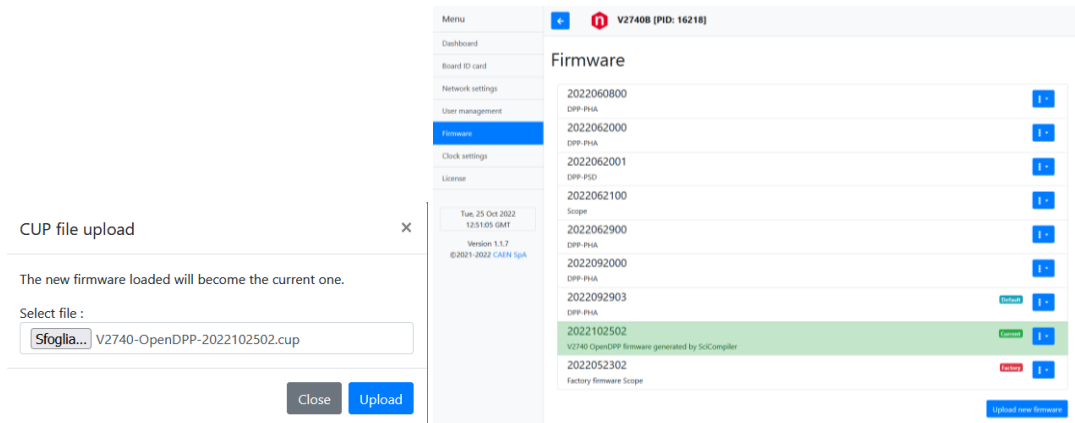 CUP file upload
×
The new firmware loaded will become the current one.
Select file :
Sfoglia... V2740-OpenDPP-2022102502.cup
Close Upload
Menu
Dashboard
Board ID card
Network settings
User management
Firmware
Clock settings
License
Tue, 25 Oct 2022
12:51:05 GMT
Version 1.1.7
©2021-2022 CAEN SpA
V2740B [PID: 16218]
Firmware
2022060800
DPP-PHA
2022062000
DPP-PHA
2022062001
DPP-PSD
2022062100
Scope
2022062900
DPP-PHA
2022092000
DPP-PHA
2022092903 Default
DPP-PHA
2022102502 Current
V2740 OpenDPP firmware generated by SciCompiler
2022052302 Factory
Factory firmware Scope
Upload new firmware